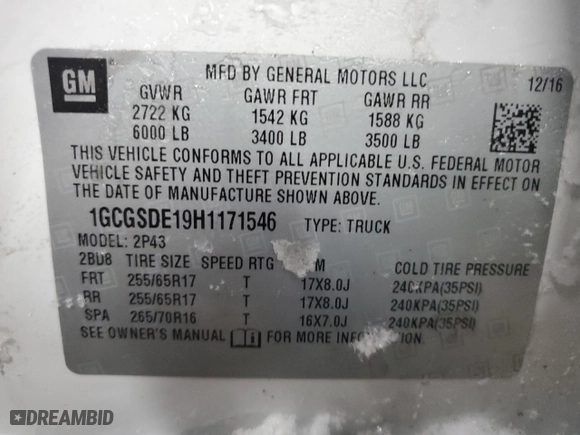 GM
MFD BY GENERAL MOTORS LLC 12/16
GVWR GAWR FRT GAWR RR
2722 KG 1542 KG 1588 KG
6000 LB 3400 LB 3500 LB
THIS VEHICLE CONFORMS TO ALL APPLICABLE U.S. FEDERAL MOTOR
VEHICLE SAFETY AND THEFT PREVENTION STANDARDS IN EFFECT ON
THE DATE OF MANUFACTURE SHOWN ABOVE.
1GCGSDE19H1171546 TYPE: TRUCK
MODEL: 2P43
2BD8 TIRE SIZE SPEED RTG M COLD TIRE PRESSURE
FRT 255/65R17 T 17X8.0J 240KPA(35PSI)
RR 255/65R17 T 17X8.0J 240KPA(35PSI)
SPA 265/70R16 T 16X7.0J 240KPA(35PSI)
SEE OWNER'S MANUAL FOR MORE INFORMATION.
DREAMBID